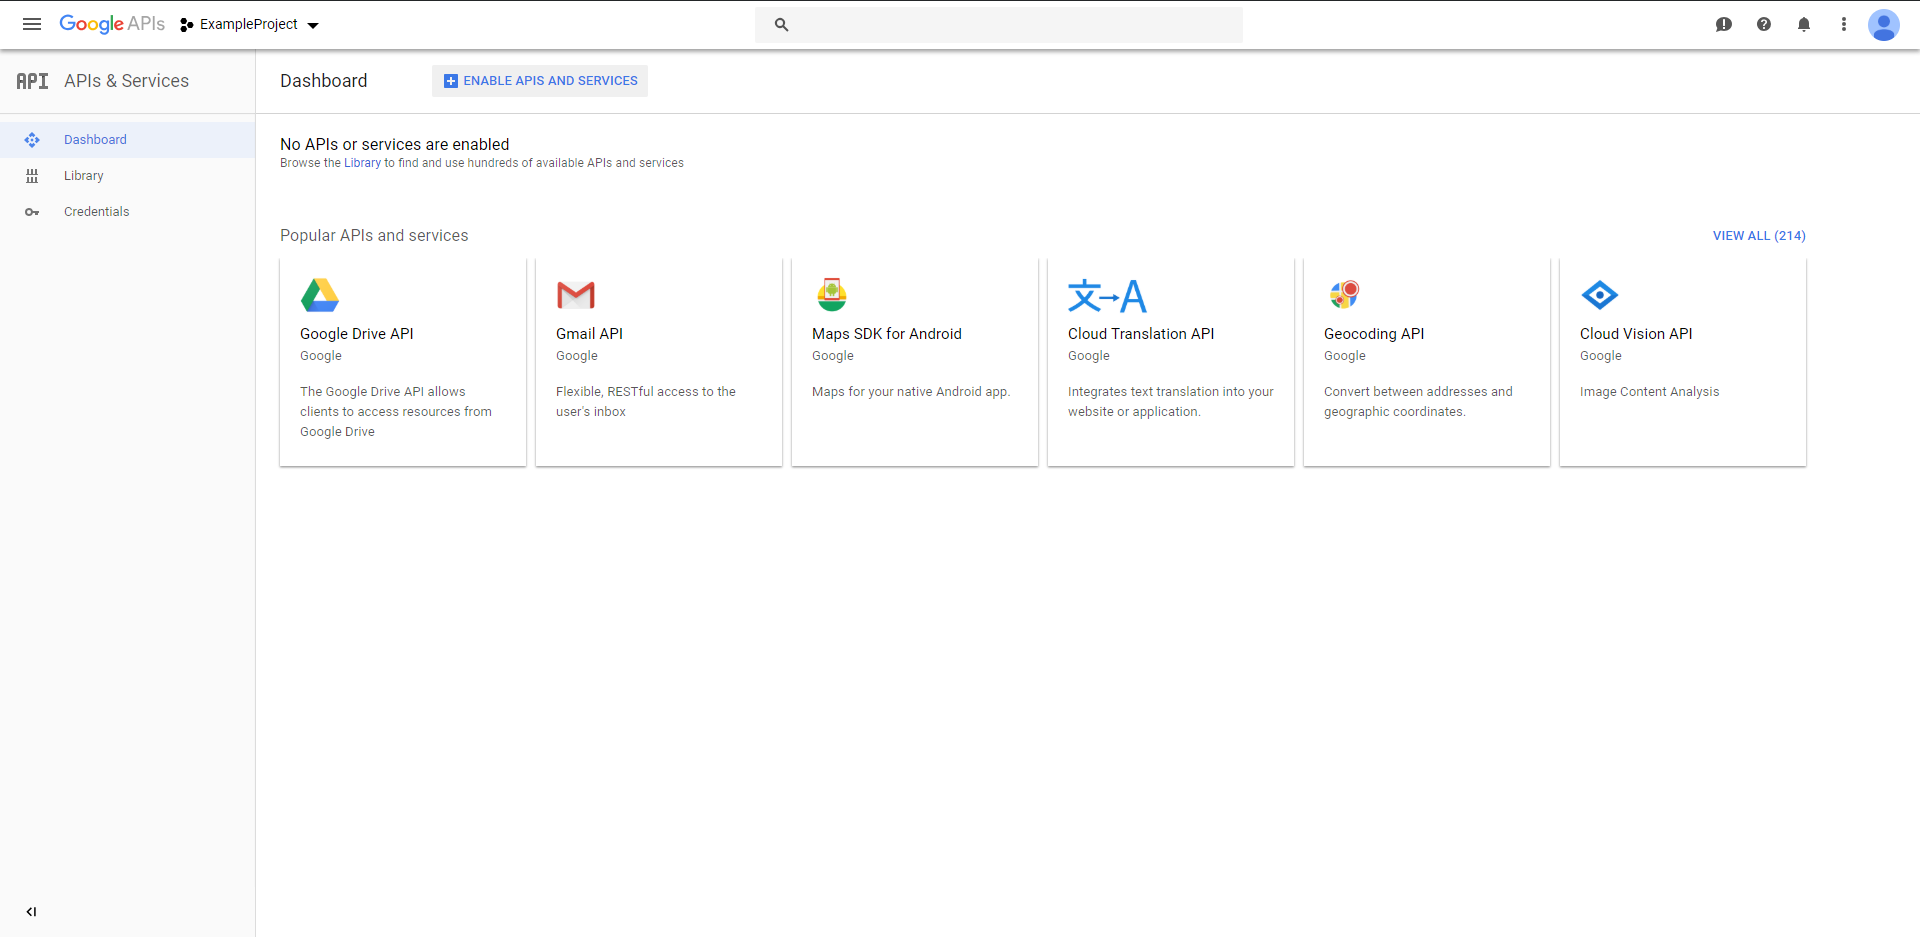 Google APIs ExampleProject
API APIs & Services
Dashboard
ENABLE APIS AND SERVICES
Dashboard
Library
Credentials
No APIs or services are enabled
Browse the Library to find and use hundreds of available APIs and services
Popular APIs and services
VIEW ALL (214)
Google Drive API
Google
The Google Drive API allows
clients to access resources from
Google Drive
Gmail API
Google
Flexible, RESTful access to the
user's inbox
Maps SDK for Android
Google
Maps for your native Android app.
文→A
Cloud Translation API
Google
Integrates text translation into your
website or application.
Geocoding API
Google
Convert between addresses and
geographic coordinates.
Cloud Vision API
Google
Image Content Analysis